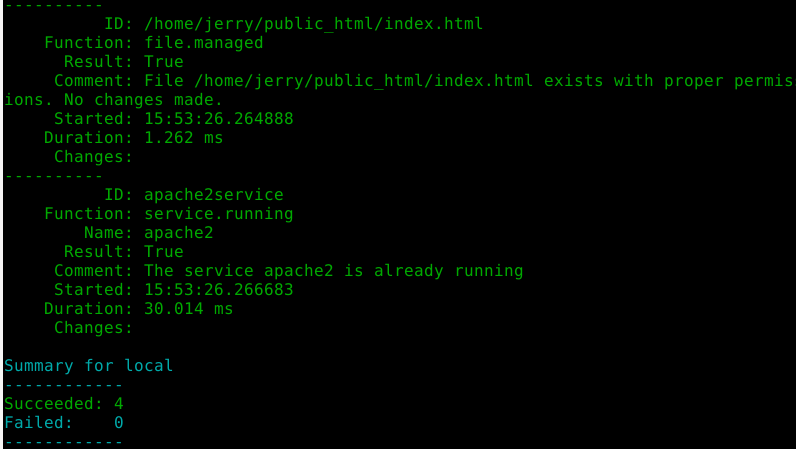 ----------
          ID: /home/jerry/public_html/index.html
    Function: file.managed
      Result: True
     Comment: File /home/jerry/public_html/index.html exists with proper permis
ions. No changes made.
     Started: 15:53:26.264888
    Duration: 1.262 ms
     Changes:
----------
          ID: apache2service
    Function: service.running
        Name: apache2
      Result: True
     Comment: The service apache2 is already running
     Started: 15:53:26.266683
    Duration: 30.014 ms
     Changes:

Summary for local
------------
Succeeded: 4
Failed:    0
------------